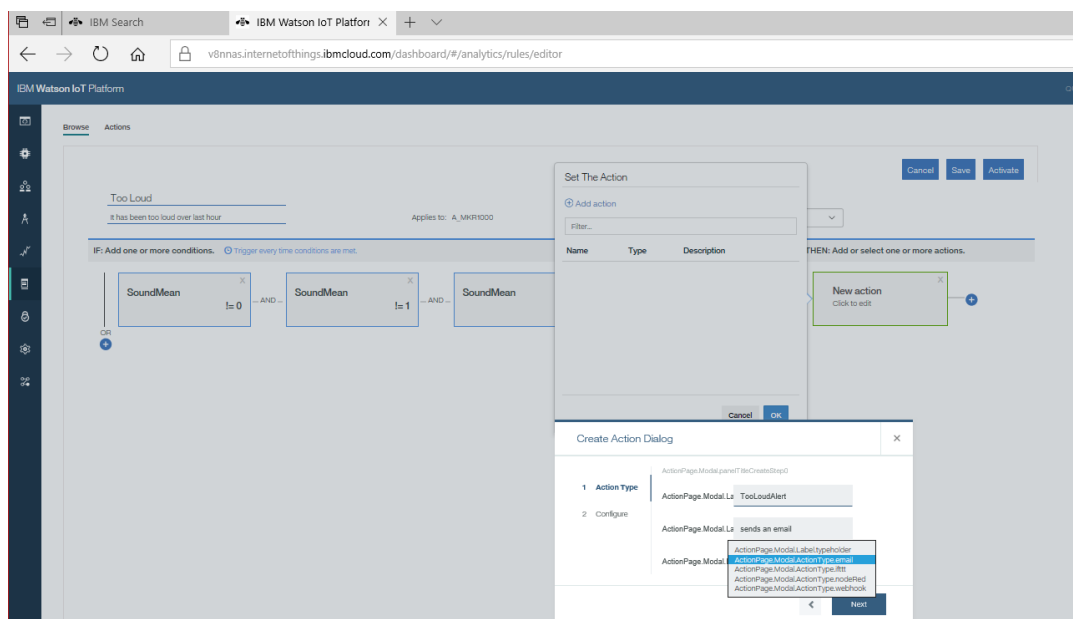 IBM Search
IBM Watson IoT Platforr
v8nnas.internetofthings.ibmcloud.com/dashboard/#/analytics/rules/editor
IBM Watson IoT Platform
Browse Actions
Cancel Save Activate
Set The Action
Add action
Filter...
Name Type Description
Too Loud
It has been too loud over last hour
Applies to: A_MKR1000
IF: Add one or more conditions. Trigger every time conditions are met.
THEN: Add or select one or more actions.
SoundMean X
!= 0
AND
SoundMean X
!= 1
AND
SoundMean
New action X
Click to edit
OR
Cancel OK
Create Action Dialog
ActionPage.Modal.panelTitleCreateStep0
1 Action Type
2 Configure
ActionPage.Modal.La TooLoudAlert
ActionPage.Modal.La sends an email
ActionPage.Modal.
ActionPage.Modal.Label.typeholder
ActionPage.Modal.ActionType.email
ActionPage.Modal.ActionType.ifttt
ActionPage.Modal.ActionType.nodeRed
ActionPage.Modal.ActionType.webhook
Next